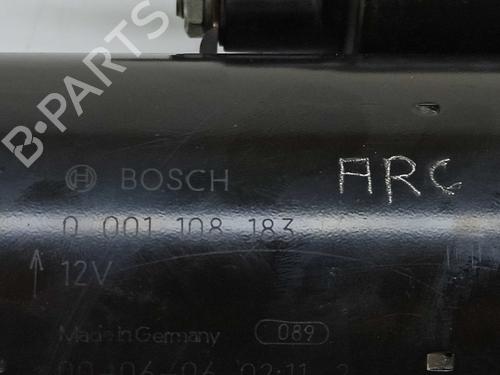 B-PARTS
BOSCH
ARC
0 001 108 183
12V
Made in Germany
089